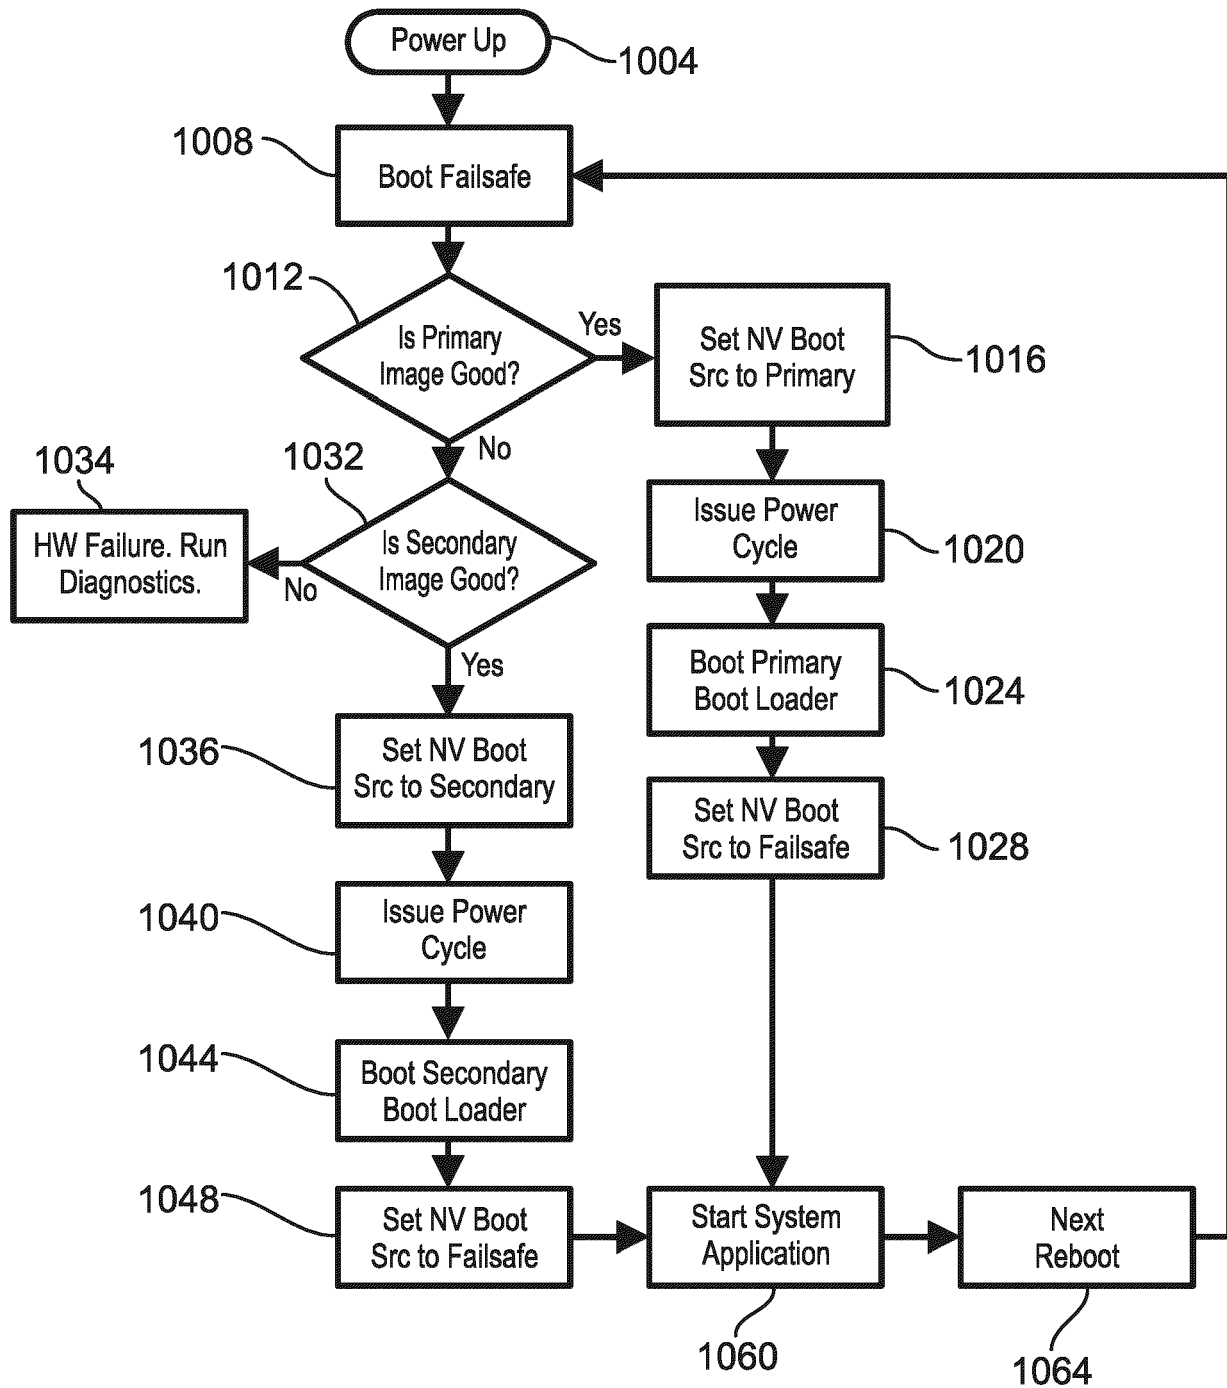 Power Up
1004
1008
Boot Failsafe
1012
Is Primary
Image Good?
Yes
Set NV Boot
Src to Primary
1016
No
1034
1032
HW Failure. Run
Diagnostics.
No
Is Secondary
Image Good?
Issue Power
Cycle
1020
Yes
Boot Primary
Boot Loader
1024
1036
Set NV Boot
Src to Secondary
Set NV Boot
Src to Failsafe
1028
1040
Issue Power
Cycle
1044
Boot Secondary
Boot Loader
1048
Set NV Boot
Src to Failsafe
Start System
Application
Next
Reboot
1060
1064